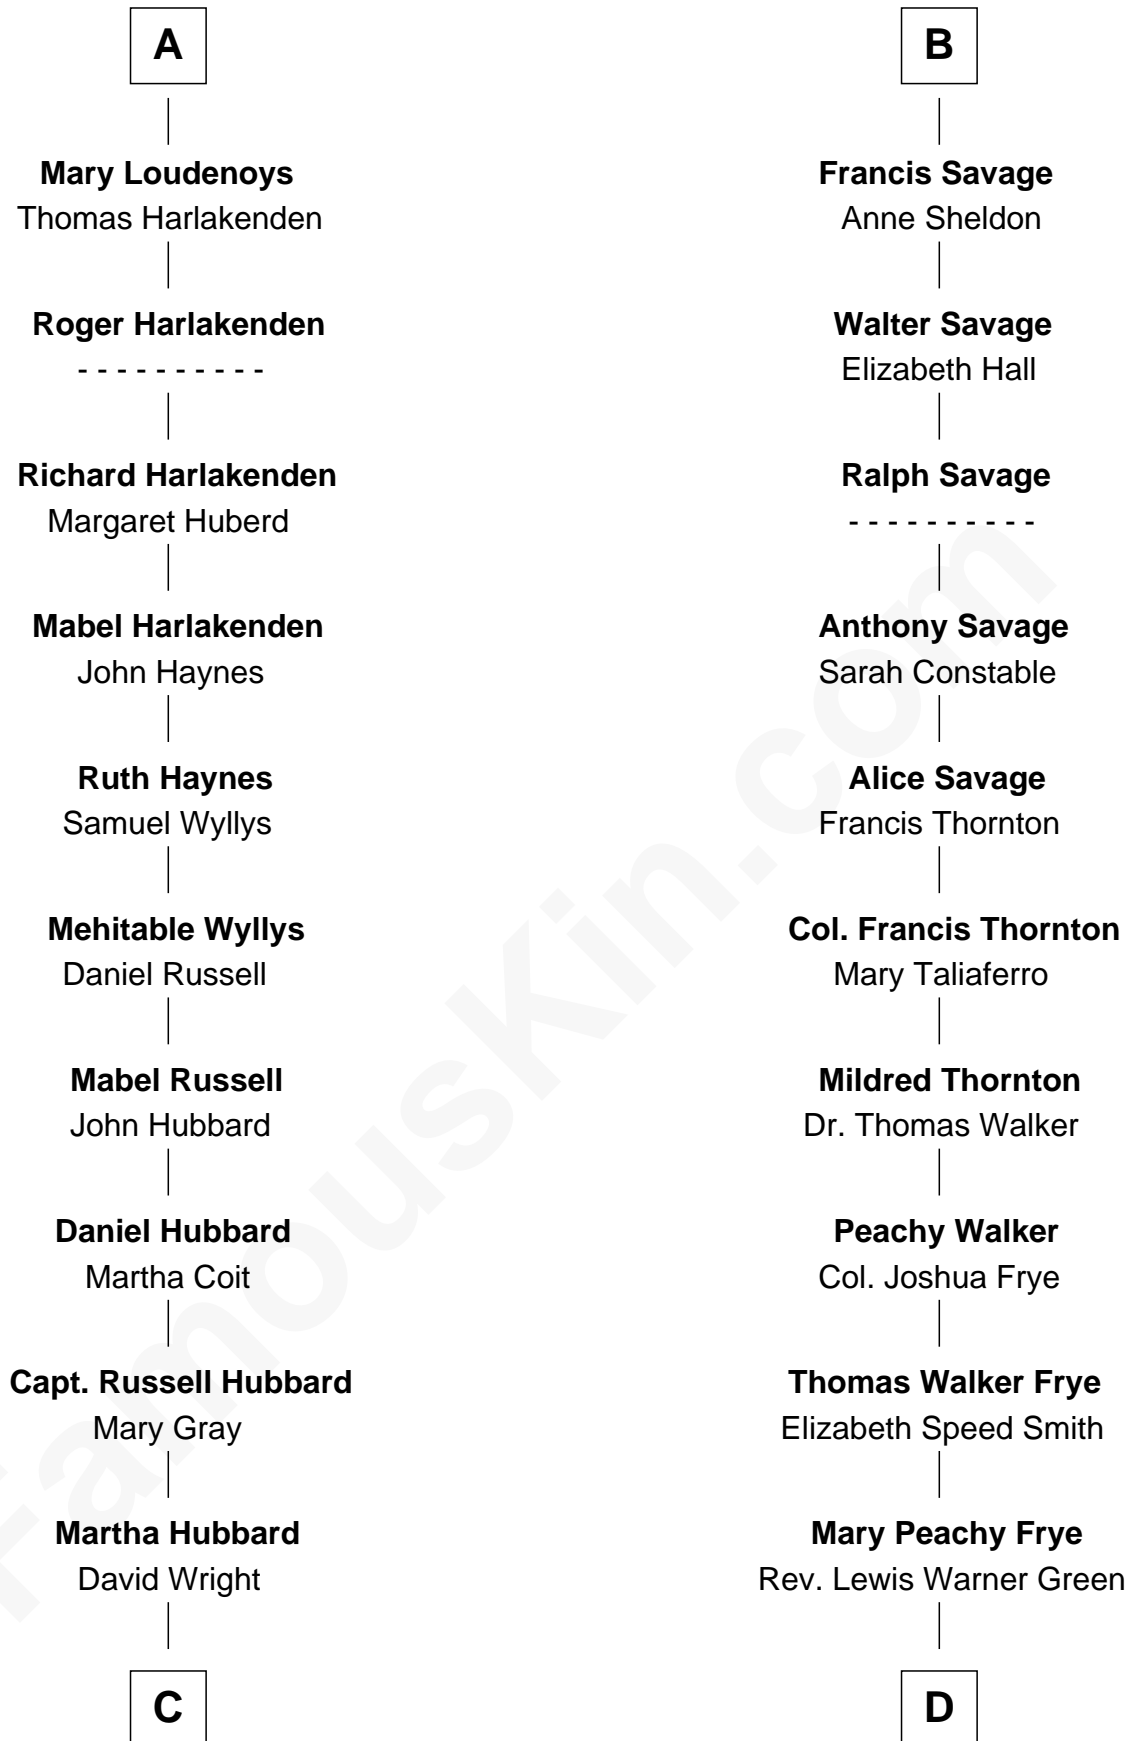 A
Mary Loudenoys
Thomas Harlakenden
Roger Harlakenden
- - - - - - - - - -
Richard Harlakenden
Margaret Huberd
Mabel Harlakenden
John Haynes
Ruth Haynes
Samuel Wyllys
Mehitable Wyllys
Daniel Russell
Mabel Russell
John Hubbard
Daniel Hubbard
Martha Coit
Capt. Russell Hubbard
Mary Gray
Martha Hubbard
David Wright
C
B
Francis Savage
Anne Sheldon
Walter Savage
Elizabeth Hall
Ralph Savage
- - - - - - - - - -
Anthony Savage
Sarah Constable
Alice Savage
Francis Thornton
Col. Francis Thornton
Mary Taliaferro
Mildred Thornton
Dr. Thomas Walker
Peachy Walker
Col. Joshua Frye
Thomas Walker Frye
Elizabeth Speed Smith
Mary Peachy Frye
Rev. Lewis Warner Green
D
FamousKin.com